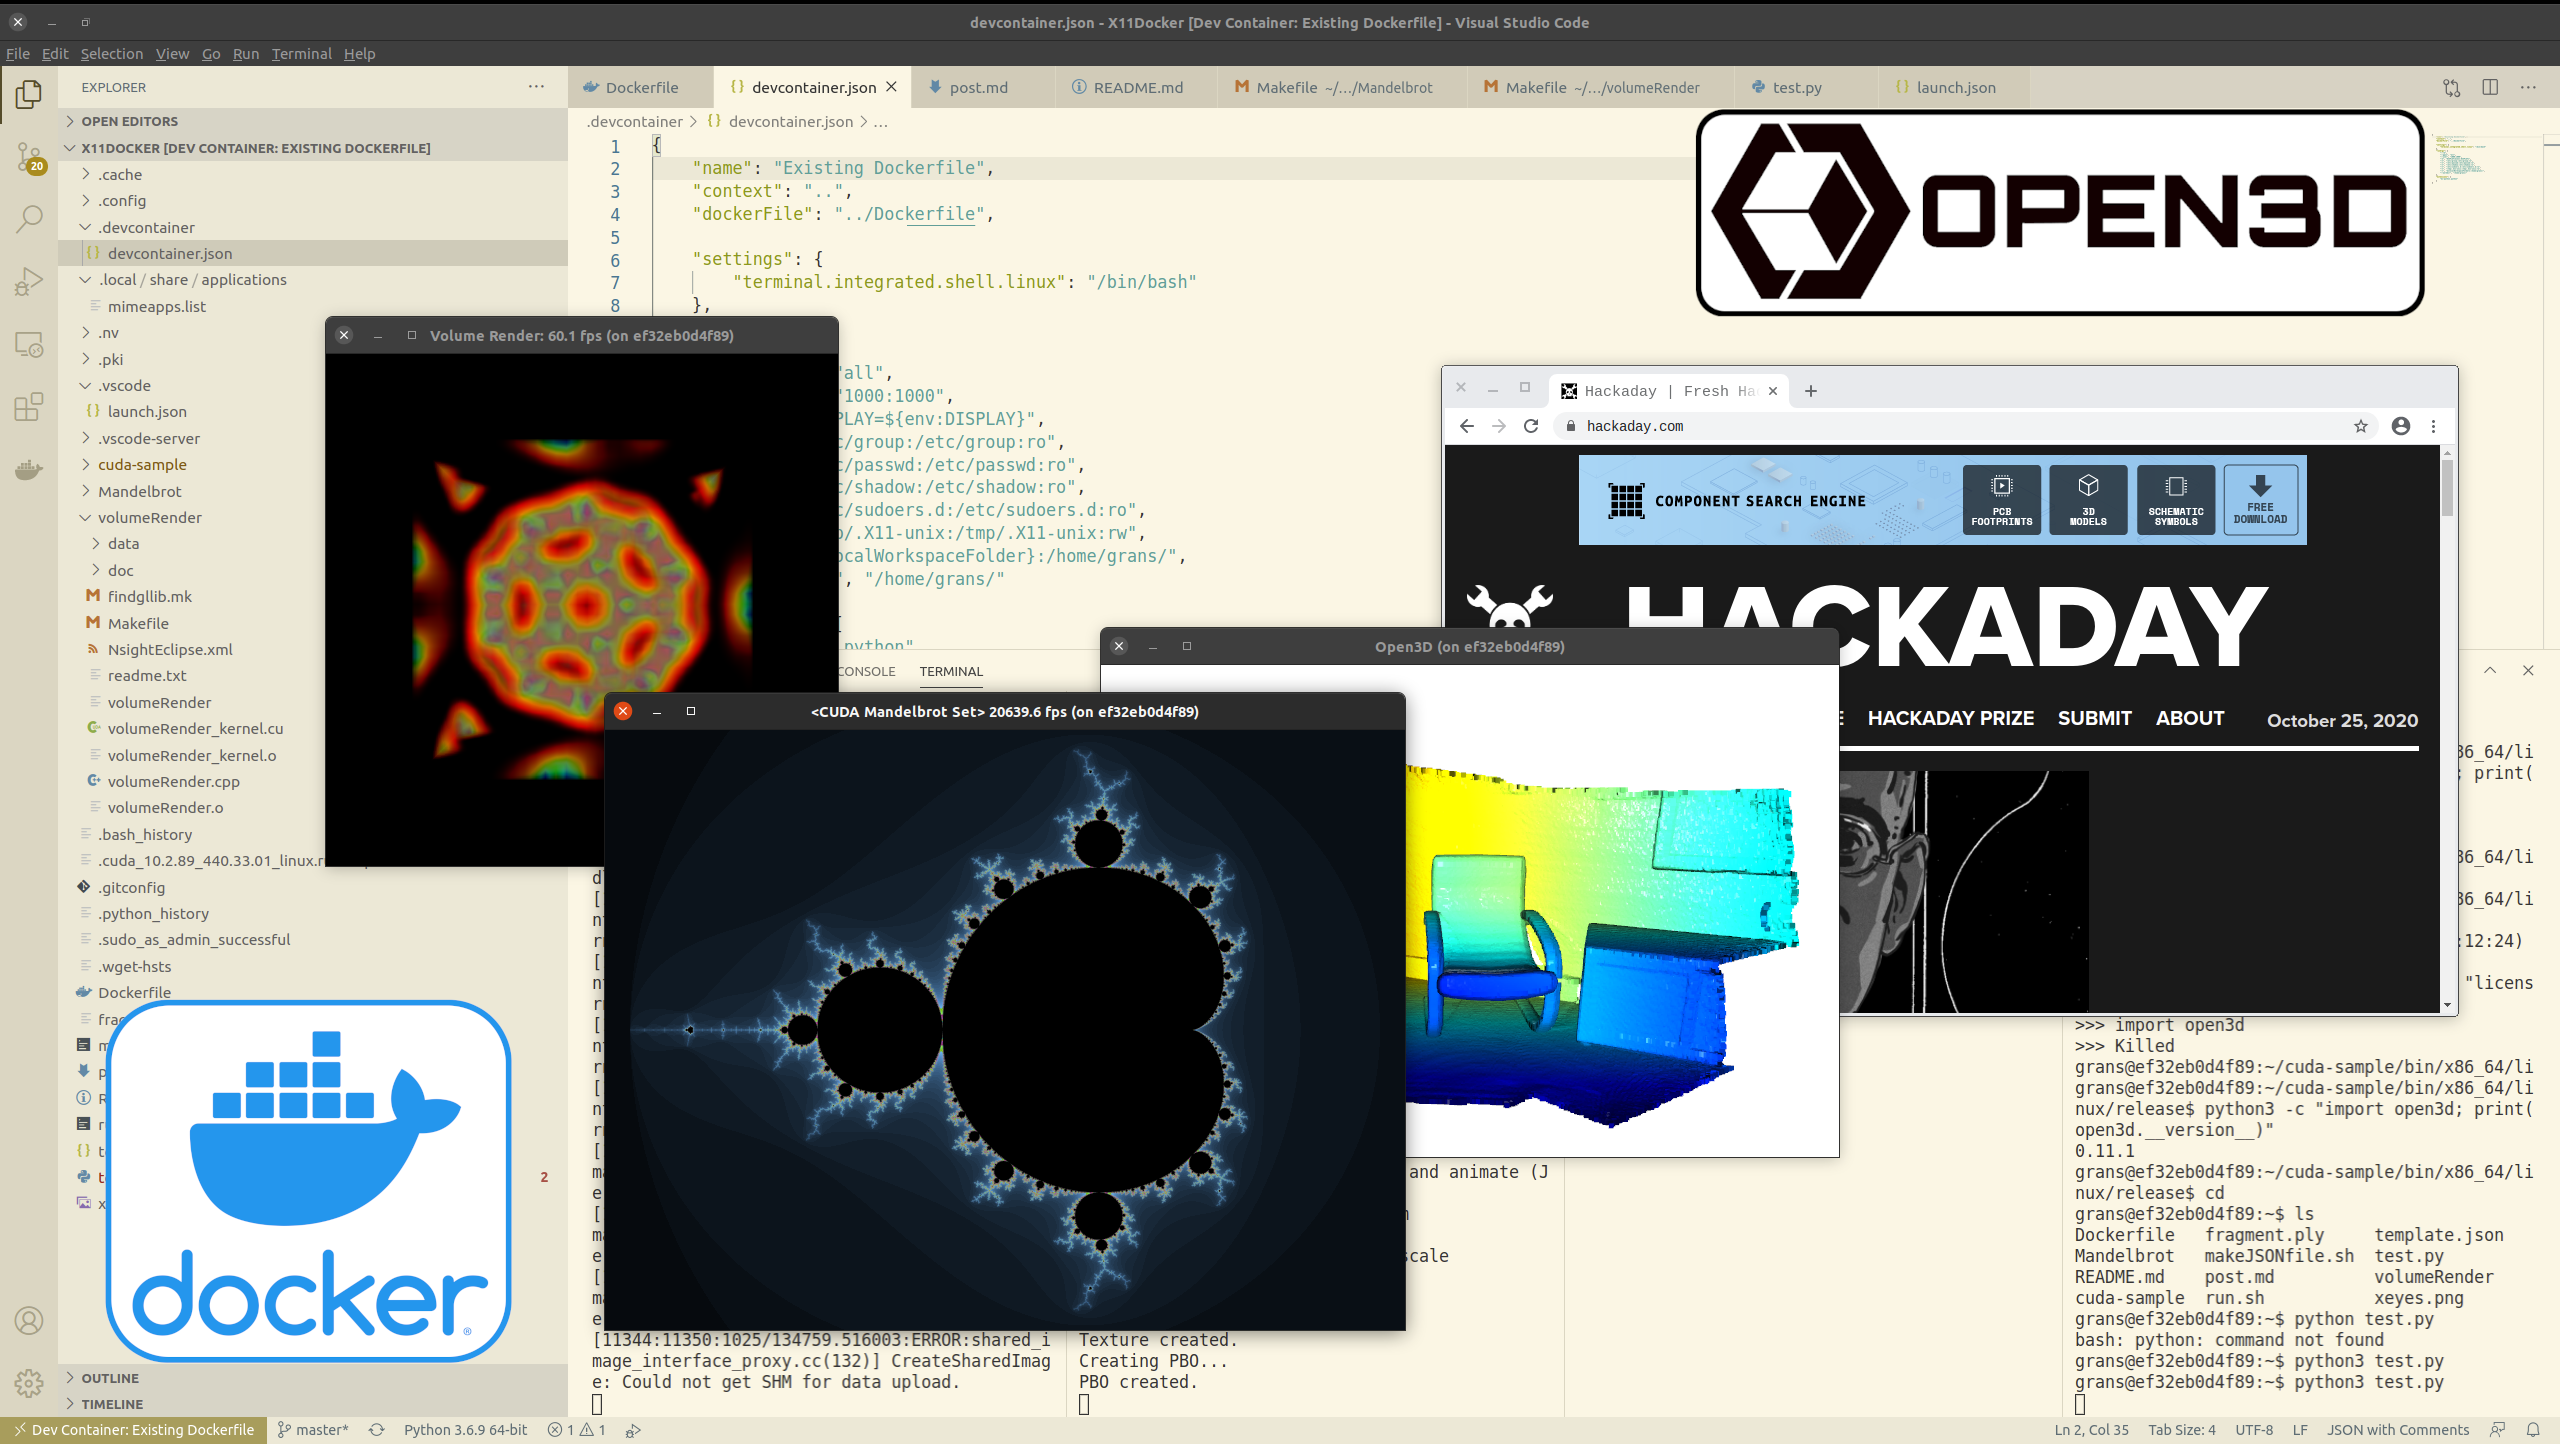 devcontainer.json - X11Docker [Dev Container: Existing Dockerfile] - Visual Studio Code
File Edit Selection View Go Run Terminal Help
EXPLORER
OPEN EDITORS
X11DOCKER [DEV CONTAINER: EXISTING DOCKERFILE]
.cache
.config
.devcontainer
devcontainer.json
.local / share / applications
mimeapps.list
.nv
.pki
.vscode
launch.json
.vscode-server
cuda-sample
Mandelbrot
volumeRender
data
doc
findgllib.mk
Makefile
NsightEclipse.xml
readme.txt
volumeRender
volumeRender_kernel.cu
volumeRender_kernel.o
volumeRender.cpp
volumeRender.o
.bash_history
.cuda_10.2.89_440.33.01_linux.r
.gitconfig
.python_history
.sudo_as_admin_successful
.wget-hsts
Dockerfile
20
2
OUTLINE
TIMELINE
docker
®
Dockerfile
devcontainer.json
post.md
README.md
Makefile ~/.../Mandelbrot
Makefile ~/.../volumeRender
test.py
launch.json
.devcontainer > {} devcontainer.json > ...
1 {
2 "name": "Existing Dockerfile",
3 "context": "..",
4 "dockerFile": "../Dockerfile",
5
6 "settings": {
7 "terminal.integrated.shell.linux": "/bin/bash"
8 },
"all",
"1000:1000",
PLAY=${env:DISPLAY}",
c/group:/etc/group:ro",
c/passwd:/etc/passwd:ro",
c/shadow:/etc/shadow:ro",
c/sudoers.d:/etc/sudoers.d:ro",
p/.X11-unix:/tmp/.X11-unix:rw",
ocalWorkspaceFolder}:/home/grans/",
", "/home/grans/"
[
python"
OPEN3D
Volume Render: 60.1 fps (on ef32eb0d4f89)
CONSOLE
TERMINAL
<CUDA Mandelbrot Set> 20639.6 fps (on ef32eb0d4f89)
Open3D (on ef32eb0d4f89)
Hackaday | Fresh Ha
hackaday.com
COMPONENT SEARCH ENGINE
PCB FOOTPRINTS
3D MODELS
SCHEMATIC SYMBOLS
FREE DOWNLOAD
HACKADAY
E HACKADAY PRIZE SUBMIT ABOUT
October 25, 2020
[11344:11350:1025/134759.516003:ERROR:shared_i
mage_interface_proxy.cc(132)] CreateSharedImag
e: Could not get SHM for data upload.
and animate (J
scale
Texture created.
Creating PBO...
PBO created.
86_64/li
; print(
86_64/li
86_64/li
:12:24)
"licens
>>> import open3d
>>> Killed
grans@ef32eb0d4f89:~/cuda-sample/bin/x86_64/li
grans@ef32eb0d4f89:~/cuda-sample/bin/x86_64/li
nux/release$ python3 -c "import open3d; print(
open3d.__version__)"
0.11.1
grans@ef32eb0d4f89:~/cuda-sample/bin/x86_64/li
nux/release$ cd
grans@ef32eb0d4f89:~$ ls
Dockerfile fragment.ply template.json
Mandelbrot makeJSONfile.sh test.py
README.md post.md volumeRender
cuda-sample run.sh xeyes.png
grans@ef32eb0d4f89:~$ python test.py
bash: python: command not found
grans@ef32eb0d4f89:~$ python3 test.py
grans@ef32eb0d4f89:~$ python3 test.py
Dev Container: Existing Dockerfile master* Python 3.6.9 64-bit 1 1 Ln 2, Col 35 Tab Size: 4 UTF-8 LF JSON with Comments